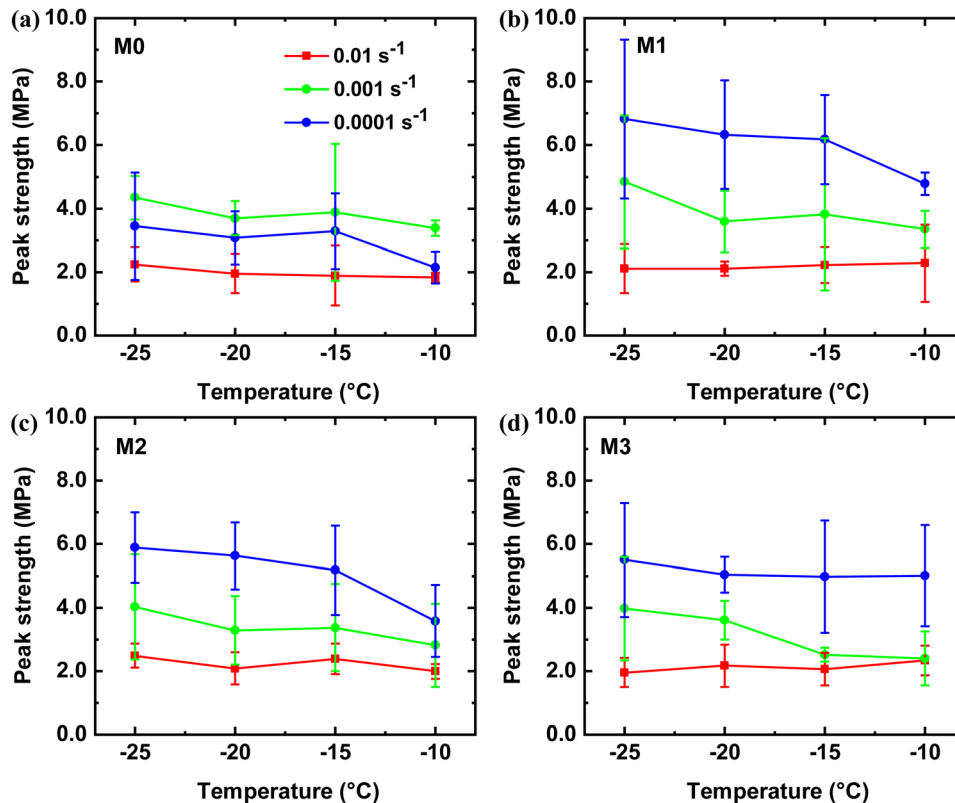 (a)
M0
0.01 s-1
0.001 s-1
0.0001 s-1
Peak strength (MPa)
10.0
8.0
6.0
4.0
2.0
0.0
-25 -20 -15 -10
Temperature (°C)
(b)
M1
Peak strength (MPa)
10.0
8.0
6.0
4.0
2.0
0.0
-25 -20 -15 -10
Temperature (°C)
(c)
M2
Peak strength (MPa)
10.0
8.0
6.0
4.0
2.0
0.0
-25 -20 -15 -10
Temperature (°C)
(d)
M3
Peak strength (MPa)
10.0
8.0
6.0
4.0
2.0
0.0
-25 -20 -15 -10
Temperature (°C)